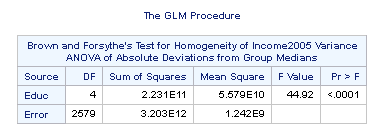 The GLM Procedure
Brown and Forsythe's Test for Homogeneity of Income2005 Variance
ANOVA of Absolute Deviations from Group Medians
Source DF Sum of Squares Mean Square F Value Pr > F
Educ 4 2.231E11 5.579E10 44.92 <.0001
Error 2579 3.203E12 1.242E9